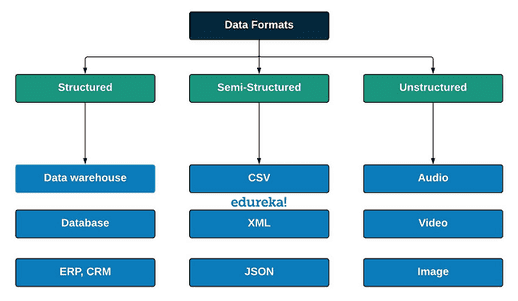 Data Formats
Structured
Semi-Structured
Unstructured
Data warehouse
CSV
Audio
edureka!
Database
XML
Video
ERP, CRM
JSON
Image